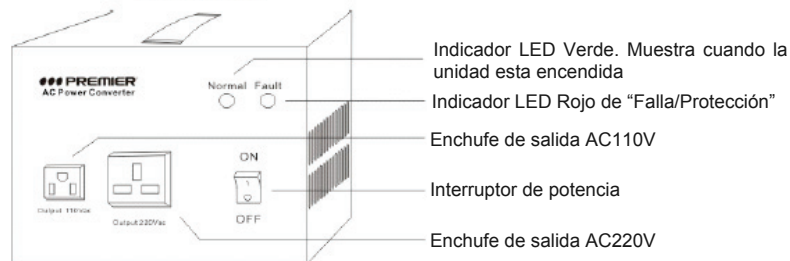 Indicador LED Verde. Muestra cuando la
unidad esta encendida
PREMIER
AC Power Converter
Normal Fault
Indicador LED Rojo de “Falla/Protección”
Enchufe de salida AC110V
ON
Interruptor de potencia
OFF
Output 110Vac
Output 220Vac
Enchufe de salida AC220V